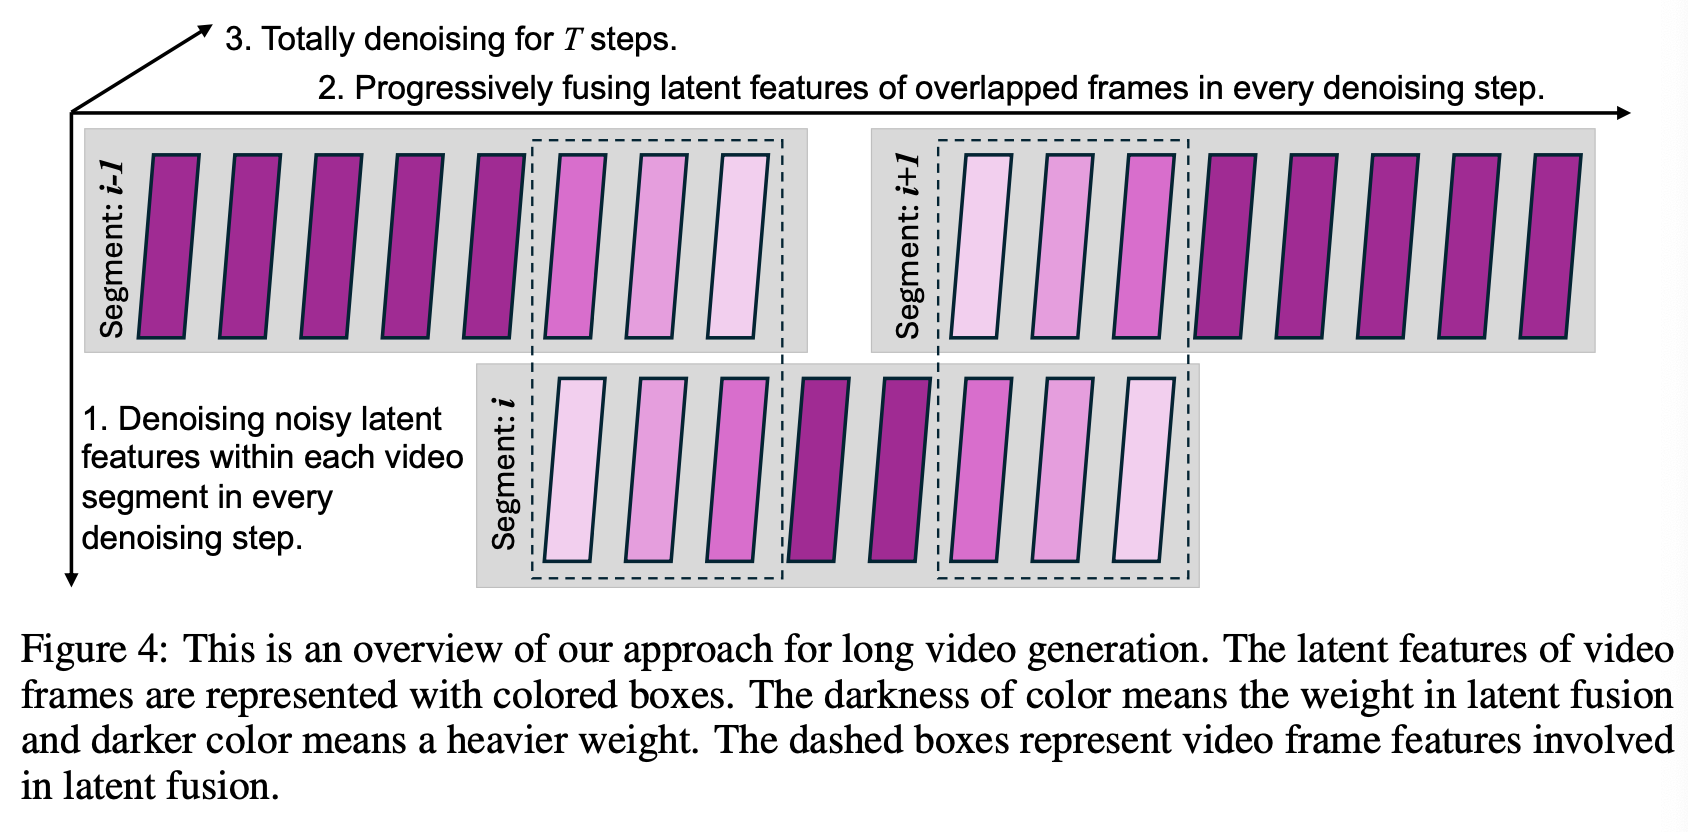 3. Totally denoising for T steps.
2. Progressively fusing latent features of overlapped frames in every denoising step.
Segment: i-1
Segment: i+1
1. Denoising noisy latent
features within each video
segment in every
denoising step.
Segment: i
Figure 4: This is an overview of our approach for long video generation. The latent features of video
frames are represented with colored boxes. The darkness of color means the weight in latent fusion
and darker color means a heavier weight. The dashed boxes represent video frame features involved
in latent fusion.